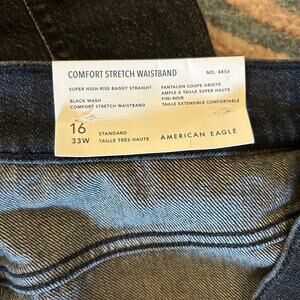 COMFORT STRETCH WAISTBAND NO. 4856
SUPER HIGH-RISE BAGGY STRAIGHT
BLACK WASH
COMFORT STRETCH WAISTBAND
PANTALON COUPE DROITE
AMPLE À TAILLE SUPER HAUTE
FINI NOIR
TAILLE EXTENSIBLE CONFORTABLE
16 STANDARD
33W TAILLE TRÈS HAUTE
AMERICAN EAGLE